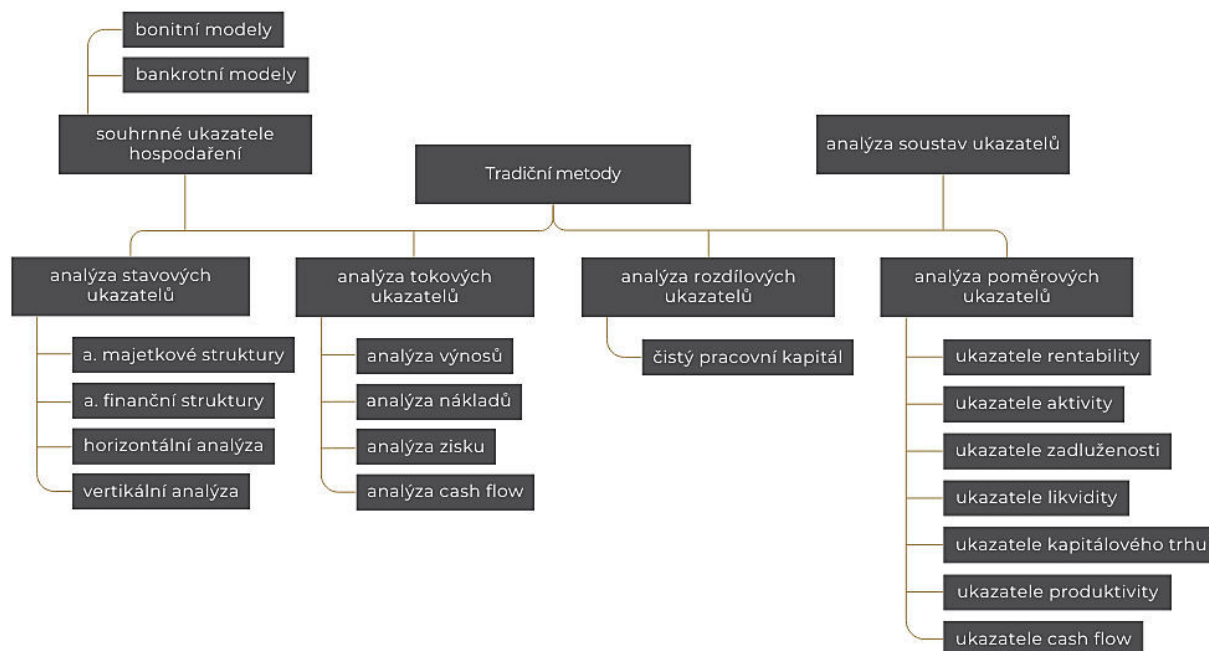 bonitní modely
bankrotní modely
souhrnné ukazatele
hospodaření
Tradiční metody
analýza soustav ukazatelů
analýza stavových
ukazatelů
a. majetkové struktury
a. finanční struktury
horizontální analýza
vertikální analýza
analýza tokových
ukazatelů
analýza výnosů
analýza nákladů
analýza zisku
analýza cash flow
analýza rozdílových
ukazatelů
čistý pracovní kapitál
analýza poměrových
ukazatelů
ukazatele rentability
ukazatele aktivity
ukazatele zadluženosti
ukazatele likvidity
ukazatele kapitálového trhu
ukazatele produktivity
ukazatele cash flow